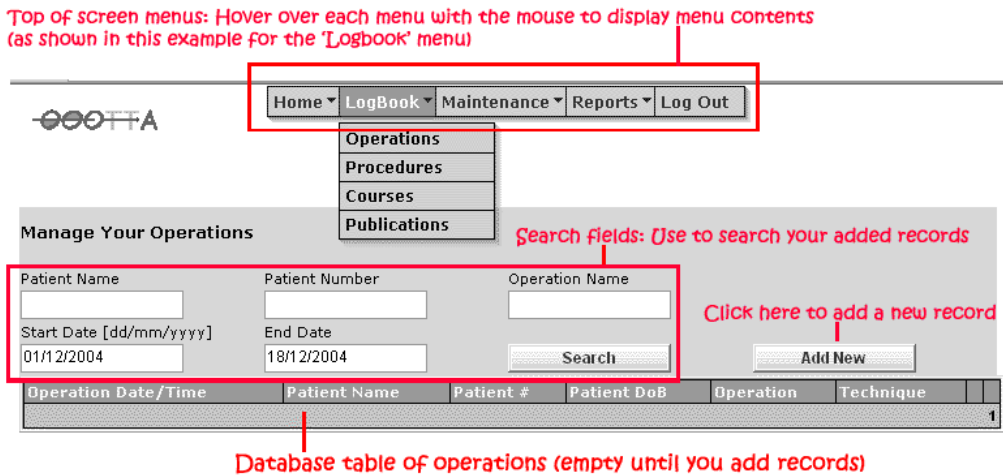 Top of screen menus: Hover over each menu with the mouse to display menu contents
(as shown in this example for the 'Logbook' menu)
Home LogBook Maintenance Reports Log Out
OOOTTA
Operations
Procedures
Courses
Publications
Manage Your Operations
Search fields: Use to search your added records
Patient Name Patient Number Operation Name
Click here to add a new record
Start Date [dd/mm/yyyy] End Date
01/12/2004 18/12/2004 Search Add New
Operation Date/Time Patient Name Patient # Patient DoB Operation Technique
1
Database table of operations (empty until you add records)